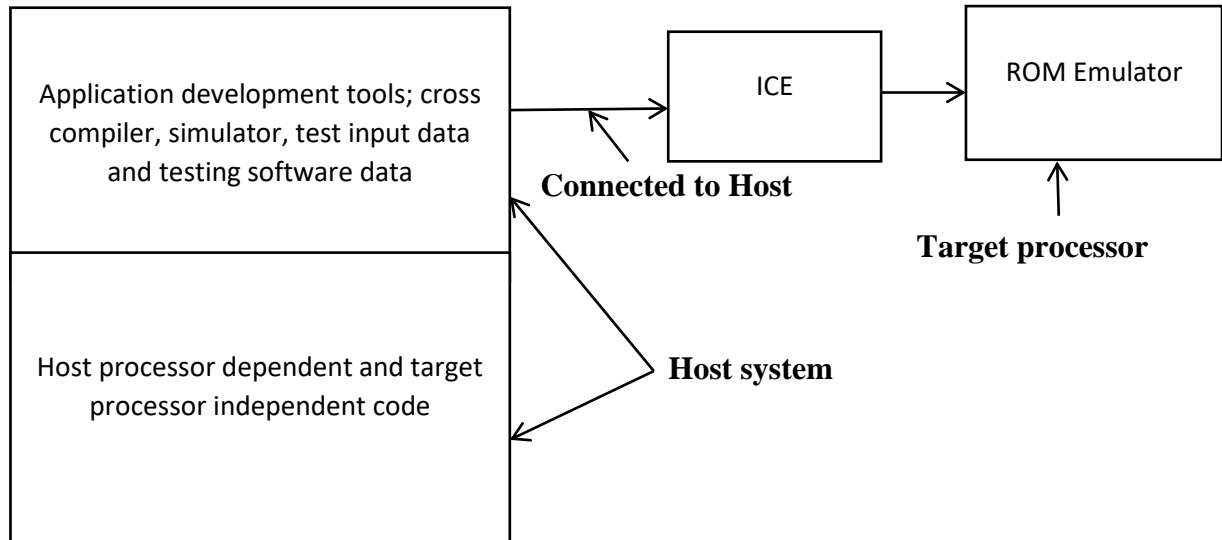 Application development tools; cross
compiler, simulator, test input data
and testing software data
ICE
ROM Emulator
Connected to Host
Target processor
Host processor dependent and target
processor independent code
Host system